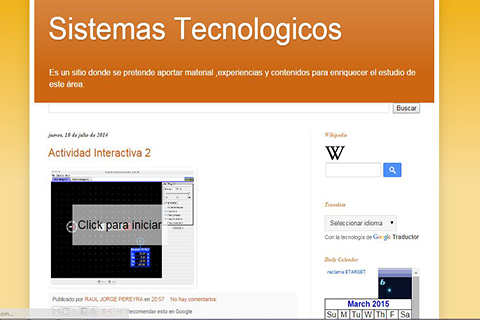 Sistemas Tecnologicos
Es un sitio donde se pretende aportar material ,experiencias y contenidos para enriquecer el estudio de
este área.
Buscar
jueves, 10 de julio de 2014
Actividad Interactiva 2
Click para iniciar
Publicado por RAUL JORGE PEREYRA en 20:57 No hay comentarios:
Recomendar esto en Google
Wikipedia
W
Translate
Seleccionar idioma
Con la tecnología de Google Traductor
Daily Calendar
reclama ETARGET
March 2015
Su M Tu W Th F Sa